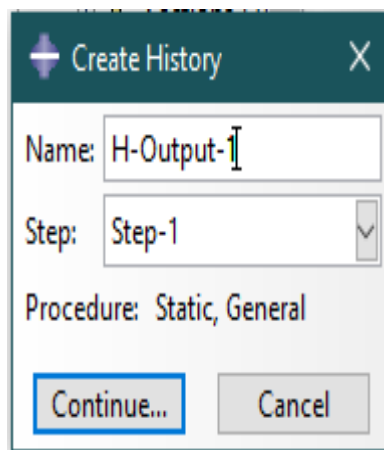 Create History
Name: H-Output-1
Step: Step-1
Procedure: Static, General
Continue... Cancel